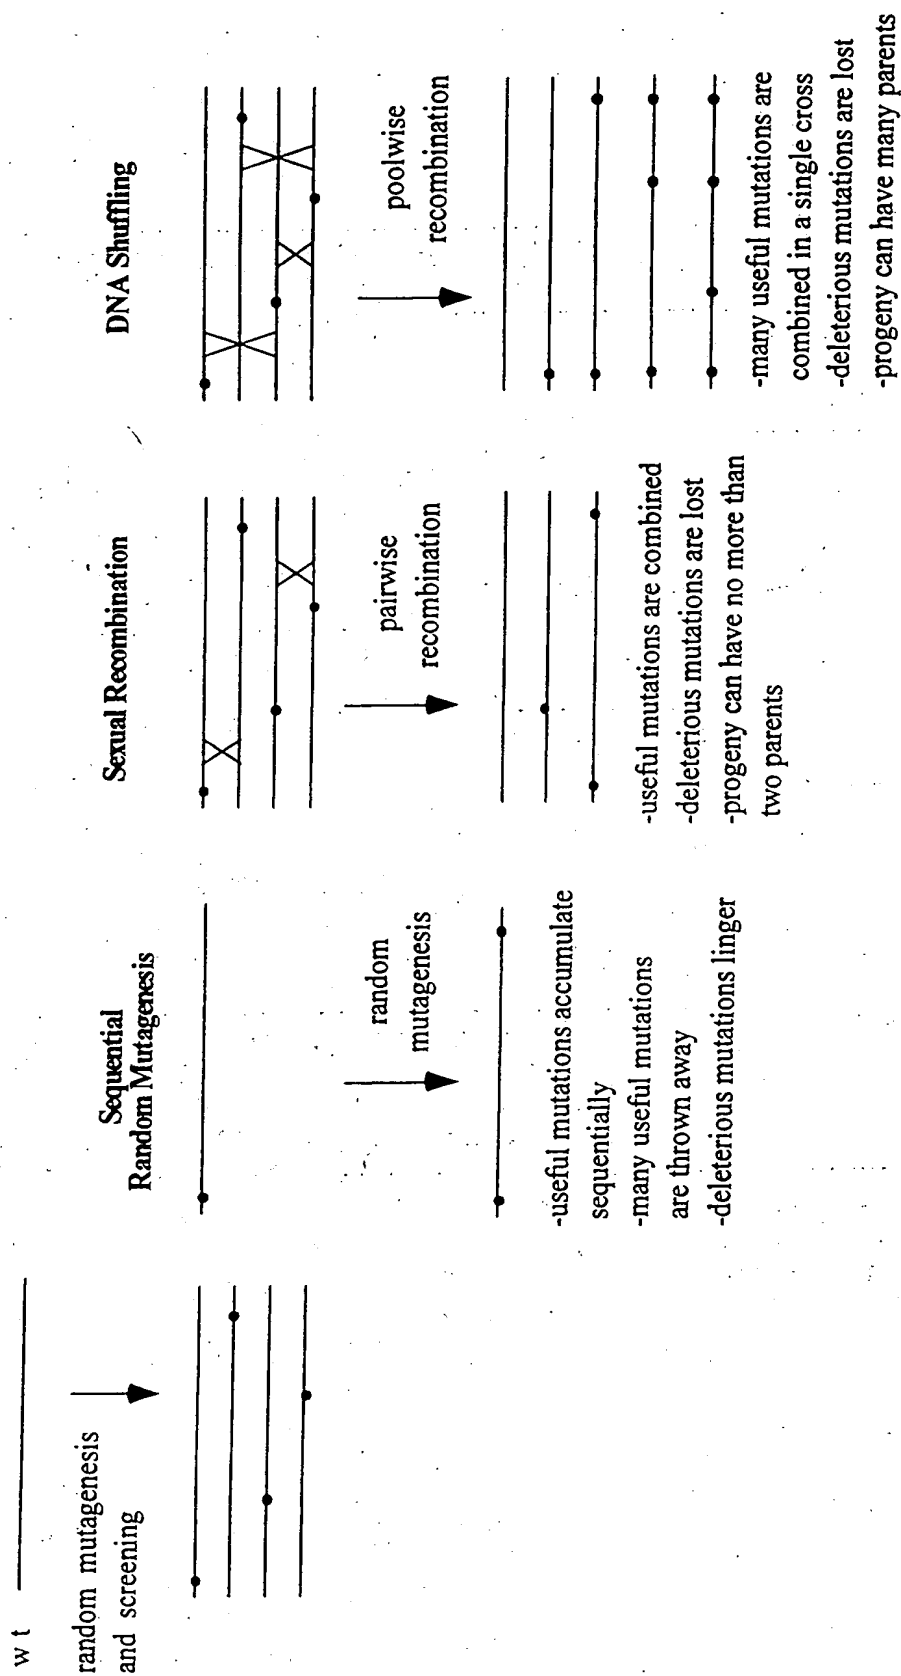 w t
random mutagenesis
and screening
Sequential
Random Mutagenesis
random
mutagenesis
-useful mutations accumulate
sequentially
-many useful mutations
are thrown away
-deleterious mutations linger
Sexual Recombination
pairwise
recombination
-useful mutations are combined
-deleterious mutations are lost
-progeny can have no more than
two parents
DNA Shuffling
poolwise
recombination
-many useful mutations are
combined in a single cross
-deleterious mutations are lost
-progeny can have many parents